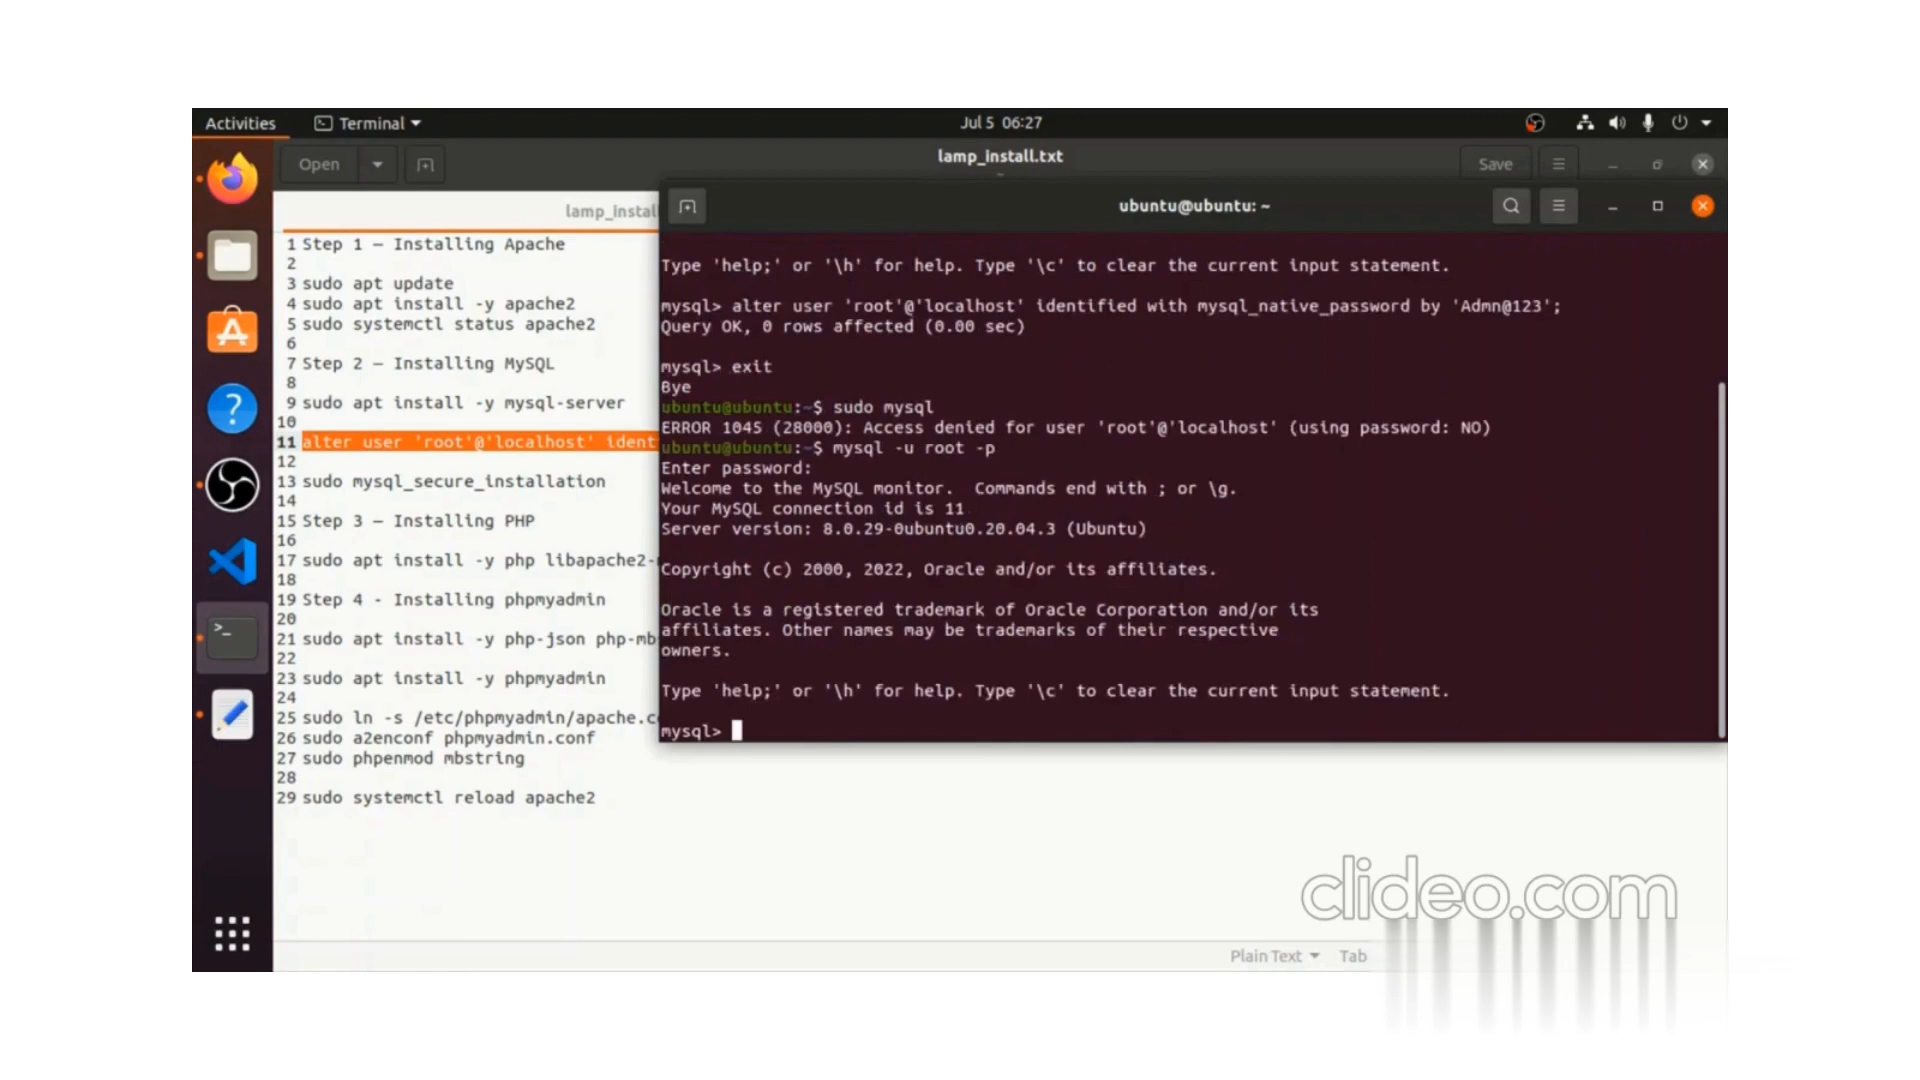 Activities
Terminal
Jul 5 06:27
Open
lamp_install.txt
~
Save
lamp_instal
1 Step 1 – Installing Apache
2
3 sudo apt update
4 sudo apt install -y apache2
5 sudo systemctl status apache2
6
7 Step 2 – Installing MySQL
8
9 sudo apt install -y mysql-server
10
11 alter user 'root'@'localhost' ident
12
13 sudo mysql_secure_installation
14
15 Step 3 – Installing PHP
16
17 sudo apt install -y php libapache2-
18
19 Step 4 - Installing phpmyadmin
20
21 sudo apt install -y php-json php-mb
22
23 sudo apt install -y phpmyadmin
24
25 sudo ln -s /etc/phpmyadmin/apache.c
26 sudo a2enconf phpmyadmin.conf
27 sudo phpenmod mbstring
28
29 sudo systemctl reload apache2
ubuntu@ubuntu: ~
Type 'help;' or '\h' for help. Type '\c' to clear the current input statement.
mysql> alter user 'root'@'localhost' identified with mysql_native_password by 'Admn@123';
Query OK, 0 rows affected (0.00 sec)
mysql> exit
Bye
ubuntu@ubuntu:~$ sudo mysql
ERROR 1045 (28000): Access denied for user 'root'@'localhost' (using password: NO)
ubuntu@ubuntu:~$ mysql -u root -p
Enter password:
Welcome to the MySQL monitor.  Commands end with ; or \g.
Your MySQL connection id is 11
Server version: 8.0.29-0ubuntu0.20.04.3 (Ubuntu)
Copyright (c) 2000, 2022, Oracle and/or its affiliates.
Oracle is a registered trademark of Oracle Corporation and/or its
affiliates. Other names may be trademarks of their respective
owners.
Type 'help;' or '\h' for help. Type '\c' to clear the current input statement.
mysql>
Plain Text
Tab
clideo.com